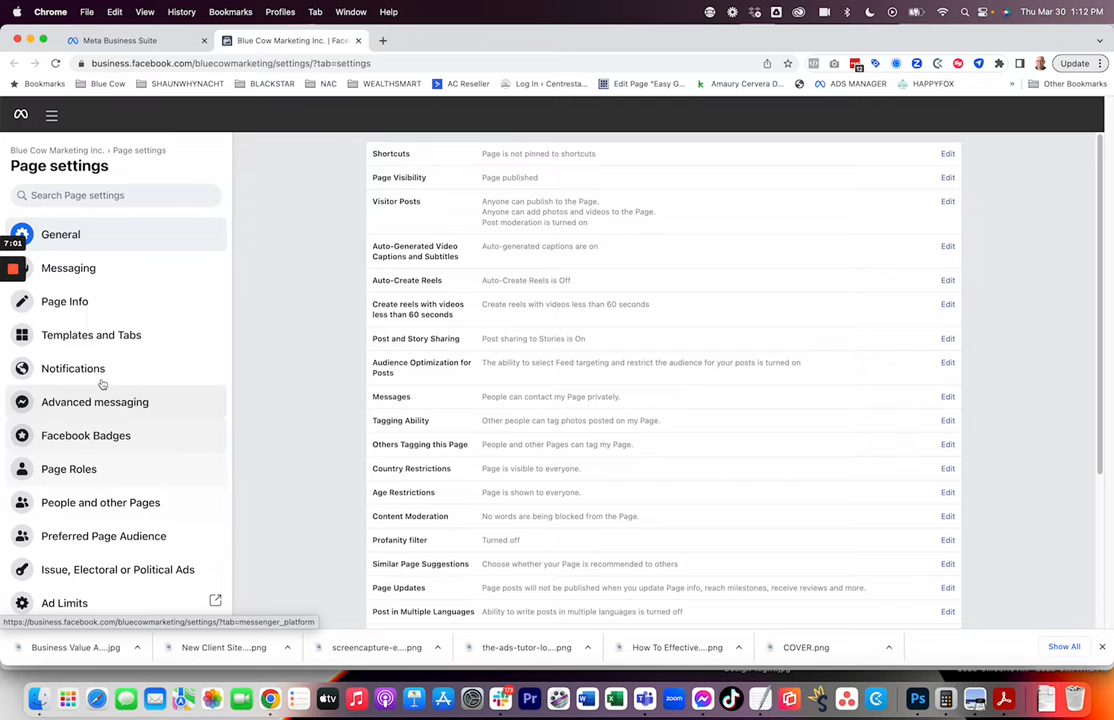 Chrome File Edit View History Bookmarks Profiles Tab Window Help Thu Mar 30 1:12 PM
Meta Business Suite Blue Cow Marketing Inc. | Face
business.facebook.com/bluecowmarketing/settings/?tab=settings 12 Update
Bookmarks Blue Cow SHAUNWHYNACHT BLACKSTAR NAC WEALTHSMART AC Reseller Log In ‹ Centresta... Edit Page "Easy G... Amaury Cervera D... ADS MANAGER HAPPYFOX » Other Bookmarks
Blue Cow Marketing Inc. › Page settings
Page settings
Search Page settings
General
7:01
Messaging
Page Info
Templates and Tabs
Notifications
Advanced messaging
Facebook Badges
Page Roles
People and other Pages
Preferred Page Audience
Issue, Electoral or Political Ads
Ad Limits
Shortcuts Page is not pinned to shortcuts Edit
Page Visibility Page published Edit
Visitor Posts Anyone can publish to the Page. Edit
Anyone can add photos and videos to the Page.
Post moderation is turned on
Auto-Generated Video Auto-generated captions are on Edit
Captions and Subtitles
Auto-Create Reels Auto-Create Reels is Off Edit
Create reels with videos Create reels with videos less than 60 seconds Edit
less than 60 seconds
Post and Story Sharing Post sharing to Stories is On Edit
Audience Optimization for The ability to select Feed targeting and restrict the audience for your posts is turned on Edit
Posts
Messages People can contact my Page privately. Edit
Tagging Ability Other people can tag photos posted on my Page. Edit
Others Tagging this Page People and other Pages can tag my Page. Edit
Country Restrictions Page is visible to everyone. Edit
Age Restrictions Page is shown to everyone. Edit
Content Moderation No words are being blocked from the Page. Edit
Profanity filter Turned off Edit
Similar Page Suggestions Choose whether your Page is recommended to others Edit
Page Updates Page posts will not be published when you update Page info, reach milestones, receive reviews and more. Edit
Post in Multiple Languages Ability to write posts in multiple languages is turned off Edit
https://business.facebook.com/bluecowmarketing/settings/?tab=messenger_platform
Business Value A....jpg New Client Site....png screencapture-e....png the-ads-tutor-lo....png How To Effective....png COVER.png Show All
173 Pr W X zoom Ps